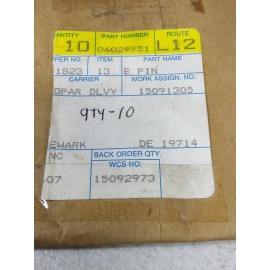 ANTITY PART NUMBER ROUTE
10 06029951 L12
PPER NO. ITEM PART NAME
1823 13 E PIN
CARRIER WORK ASSIGN. NO.
OPAR DLVY 15091305
QTY-10
EWARK DE 19714
NC BACK ORDER QTY.
WCS NO.
07 15092973